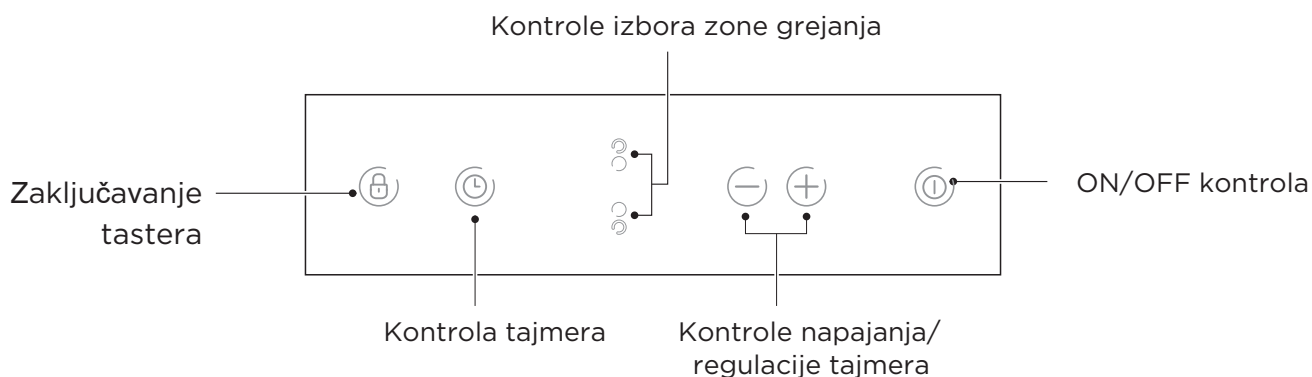 Kontrole izbora zone grejanja
Zaključavanje
tastera
ON/OFF kontrola
Kontrola tajmera
Kontrole napajanja/
regulacije tajmera